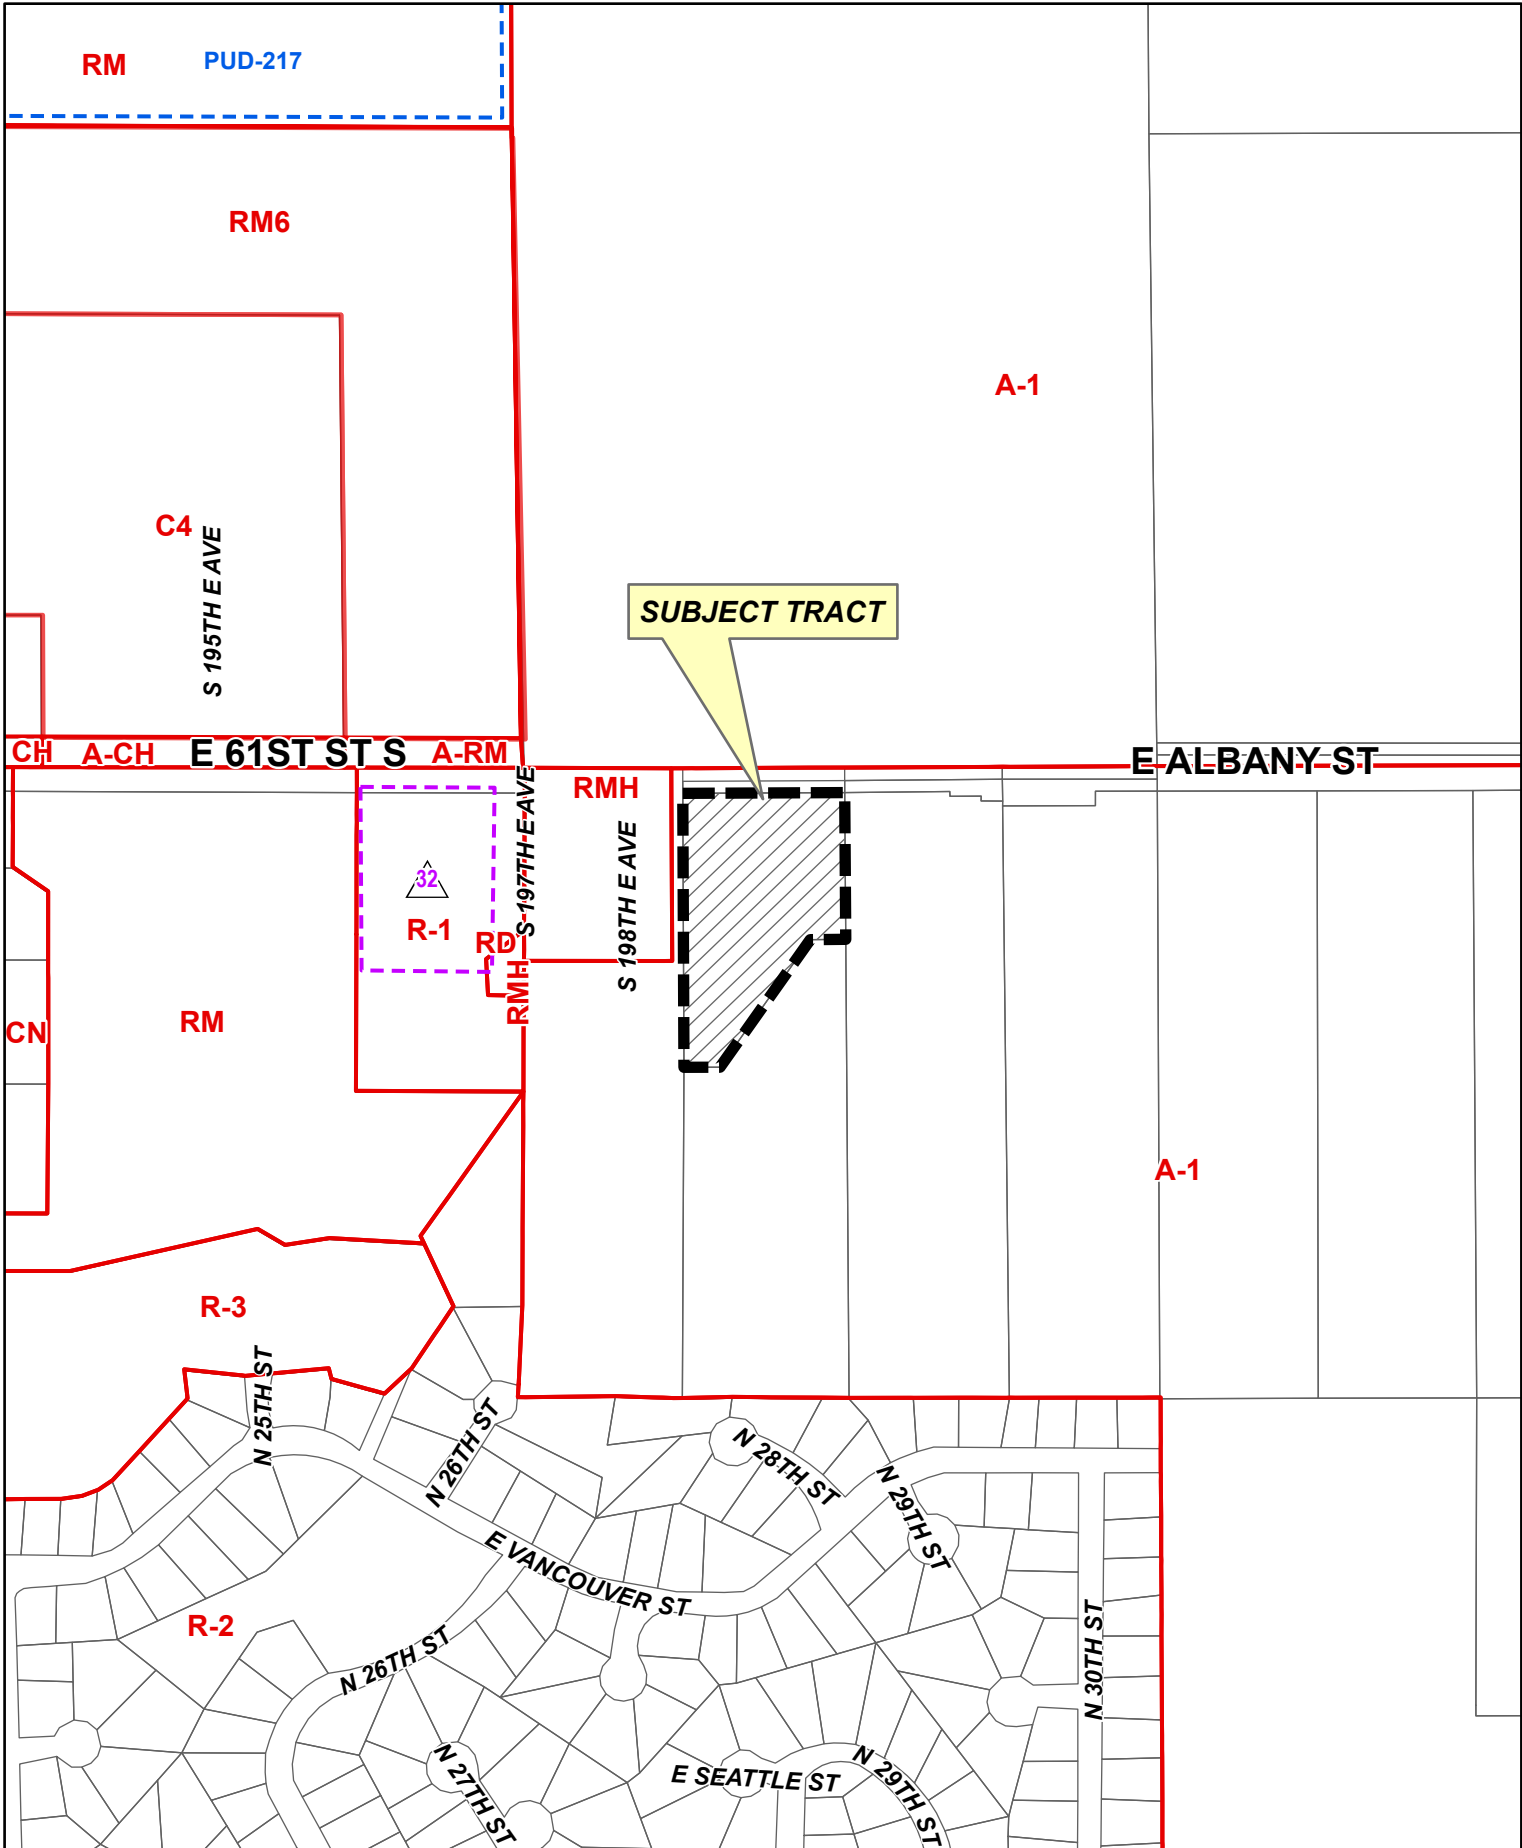 RM
PUD-217
RM6
A-1
C4
S 195TH E AVE
SUBJECT TRACT
CH
A-CH
E 61ST ST S
A-RM
E ALBANY ST
S 197TH E AVE
RMH
S 198TH E AVE
32
R-1
RD
RMH
RM
CN
A-1
R-3
N 25TH ST
N 26TH ST
N 28TH ST
N 29TH ST
E VANCOUVER ST
R-2
N 26TH ST
N 30TH ST
N 27TH ST
E SEATTLE ST
N 29TH ST